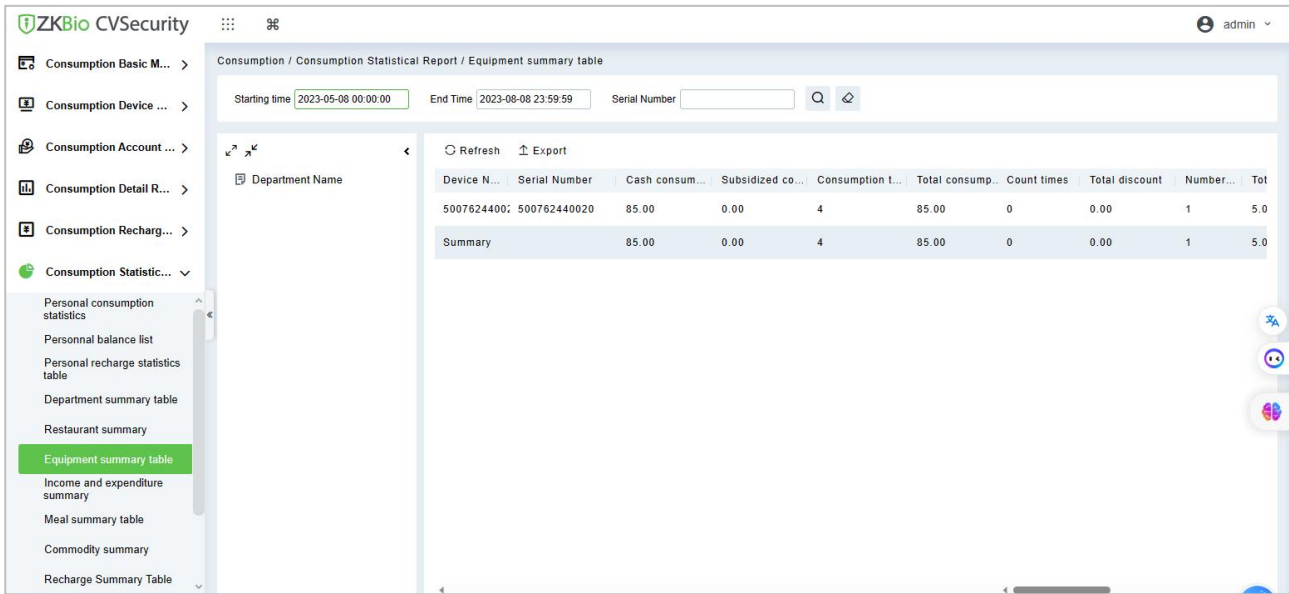 ZKBio CVSecurity
admin
Consumption Basic M...
Consumption Device ...
Consumption Account ...
Consumption Detail R...
Consumption Recharg...
Consumption Statistic...
Personal consumption
statistics
Personnal balance list
Personal recharge statistics
table
Department summary table
Restaurant summary
Equipment summary table
Income and expenditure
summary
Meal summary table
Commodity summary
Recharge Summary Table
Consumption / Consumption Statistical Report / Equipment summary table
Starting time 2023-05-08 00:00:00 End Time 2023-08-08 23:59:59 Serial Number
Department Name
Refresh Export
Device N... Serial Number Cash consum... Subsidized co... Consumption t... Total consump.. Count times Total discount Number... Tot
5007624400 500762440020 85.00 0.00 4 85.00 0 0.00 1 5.0
Summary 85.00 0.00 4 85.00 0 0.00 1 5.0